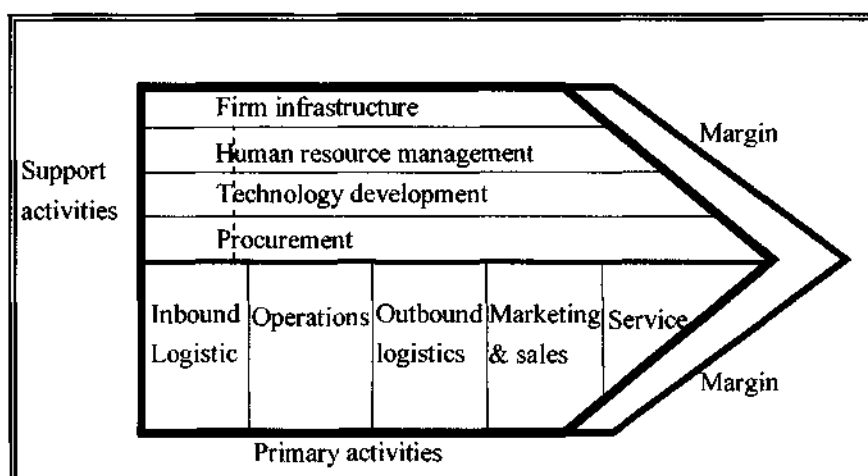 Firm infrastructure
Margin
Human resource management
Support
activities
Technology development
Procurement
Inbound
Logistic
Operations
Outbound
logistics
Marketing
& sales
Service
Margin
Primary activities